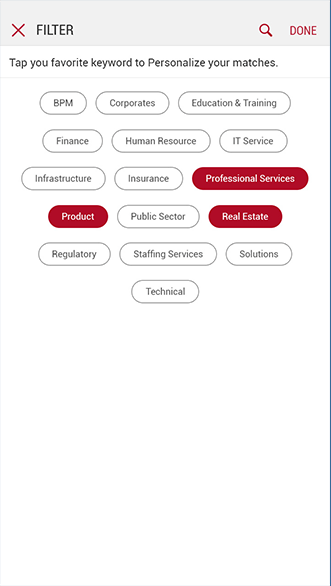 FILTER DONE
Tap you favorite keyword to Personalize your matches.
BPM Corporates Education & Training
Finance Human Resource IT Service
Infrastructure Insurance Professional Services
Product Public Sector Real Estate
Regulatory Staffing Services Solutions
Technical